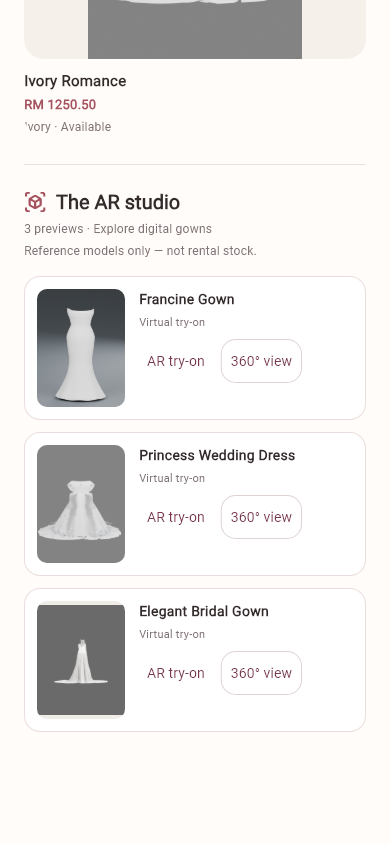 Ivory Romance
RM 1250.50
'vory · Available
The AR studio
3 previews · Explore digital gowns
Reference models only — not rental stock.
Francine Gown
Virtual try-on
AR try-on 360° view
Princess Wedding Dress
Virtual try-on
AR try-on 360° view
Elegant Bridal Gown
Virtual try-on
AR try-on 360° view